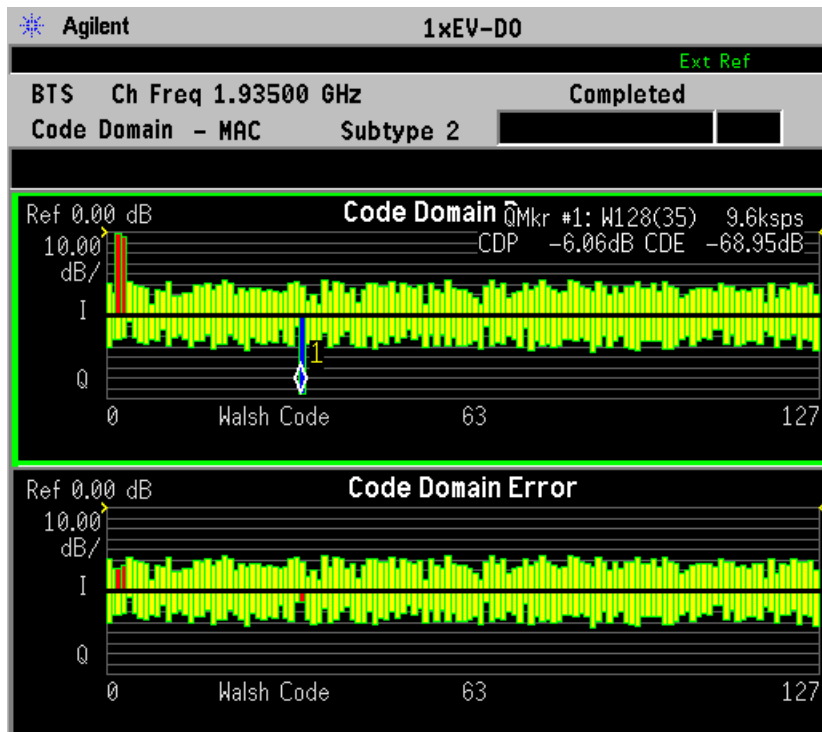 Agilent 1xEV-DO
Ext Ref
BTS Ch Freq 1.93500 GHz Completed
Code Domain - MAC Subtype 2
Ref 0.00 dB Code Domain QMkr #1: W128(35) 9.6ksps
10.00 CDP -6.06dB CDE -68.95dB
dB/
I
1
Q
0 Walsh Code 63 127
Ref 0.00 dB Code Domain Error
10.00
dB/
I
Q
0 Walsh Code 63 127